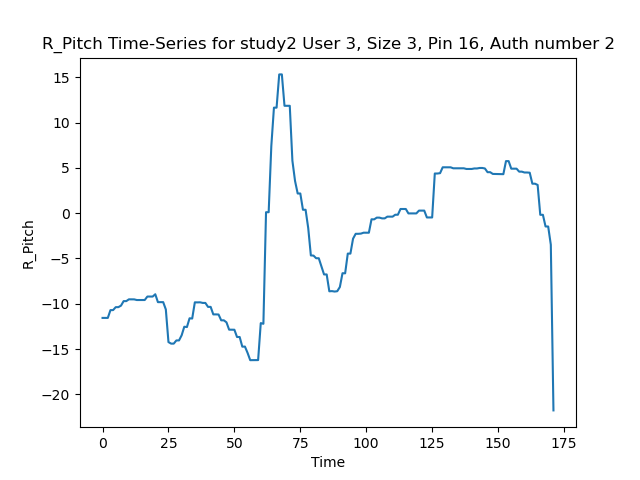 R_Pitch Time-Series for study2 User 3, Size 3, Pin 16, Auth number 2
15
10
5
0
−5
−10
−15
−20
R_Pitch
0 25 50 75 100 125 150 175
Time